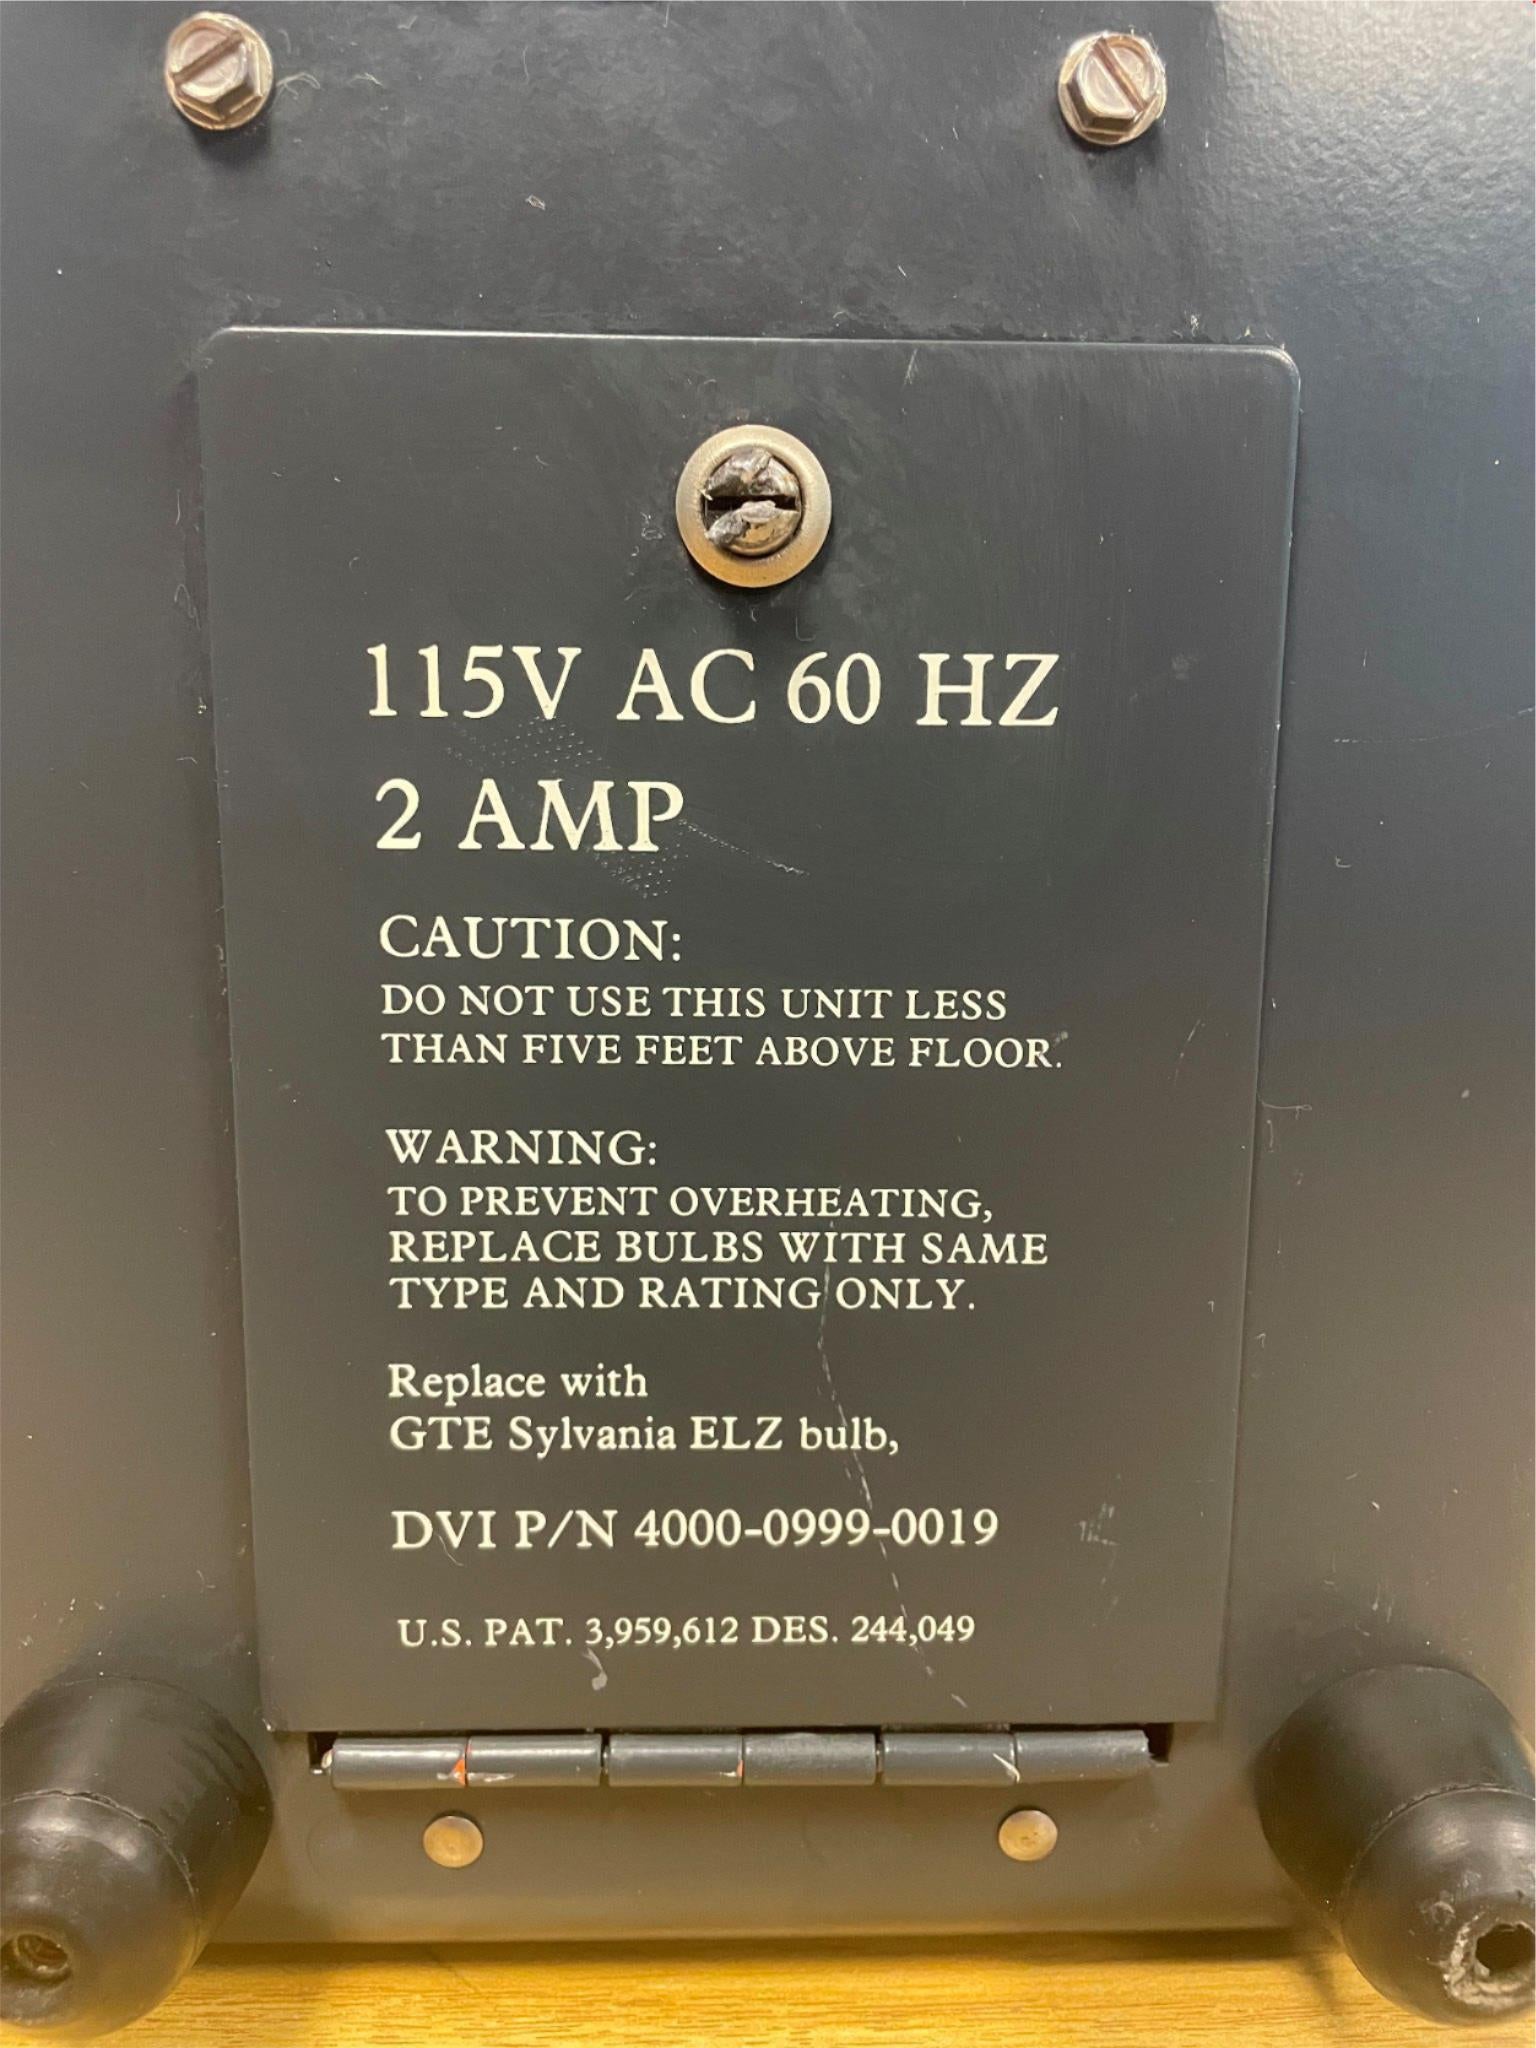 115V AC 60 HZ
2 AMP
CAUTION:
DO NOT USE THIS UNIT LESS
THAN FIVE FEET ABOVE FLOOR.
WARNING:
TO PREVENT OVERHEATING,
REPLACE BULBS WITH SAME
TYPE AND RATING ONLY.
Replace with
GTE Sylvania ELZ bulb,
DVI P/N 4000-0999-0019
U.S. PAT. 3,959,612 DES. 244,049